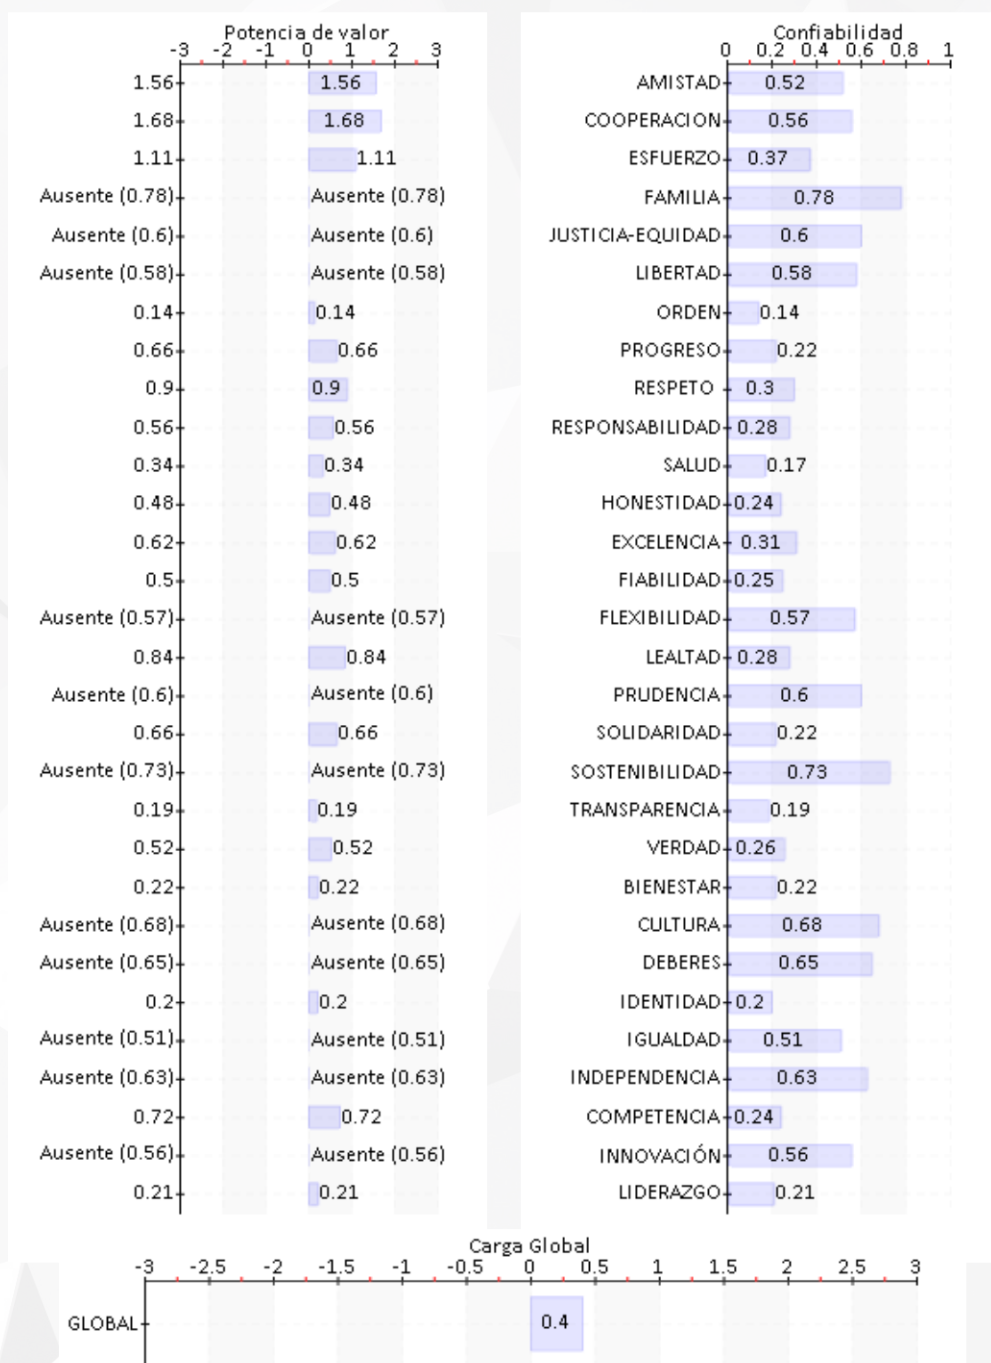 Potencia de valor Confiabilidad
-3 -2 -1 0 1 2 3 0 0.2 0.4 0.6 0.8 1
1.56 1.56 AMISTAD 0.52
1.68 1.68 COOPERACION 0.56
1.11 1.11 ESFUERZO 0.37
Ausente (0.78) Ausente (0.78) FAMILIA 0.78
Ausente (0.6) Ausente (0.6) JUSTICIA-EQUIDAD 0.6
Ausente (0.58) Ausente (0.58) LIBERTAD 0.58
0.14 0.14 ORDEN 0.14
0.66 0.66 PROGRESO 0.22
0.9 0.9 RESPETO 0.3
0.56 0.56 RESPONSABILIDAD 0.28
0.34 0.34 SALUD 0.17
0.48 0.48 HONESTIDAD 0.24
0.62 0.62 EXCELENCIA 0.31
0.5 0.5 FIABILIDAD 0.25
Ausente (0.57) Ausente (0.57) FLEXIBILIDAD 0.57
0.84 0.84 LEALTAD 0.28
Ausente (0.6) Ausente (0.6) PRUDENCIA 0.6
0.66 0.66 SOLIDARIDAD 0.22
Ausente (0.73) Ausente (0.73) SOSTENIBILIDAD 0.73
0.19 0.19 TRANSPARENCIA 0.19
0.52 0.52 VERDAD 0.26
0.22 0.22 BIENESTAR 0.22
Ausente (0.68) Ausente (0.68) CULTURA 0.68
Ausente (0.65) Ausente (0.65) DEBERES 0.65
0.2 0.2 IDENTIDAD 0.2
Ausente (0.51) Ausente (0.51) IGUALDAD 0.51
Ausente (0.63) Ausente (0.63) INDEPENDENCIA 0.63
0.72 0.72 COMPETENCIA 0.24
Ausente (0.56) Ausente (0.56) INNOVACIÓN 0.56
0.21 0.21 LIDERAZGO 0.21
Carga Global
-3 -2.5 -2 -1.5 -1 -0.5 0 0.5 1 1.5 2 2.5 3
GLOBAL 0.4